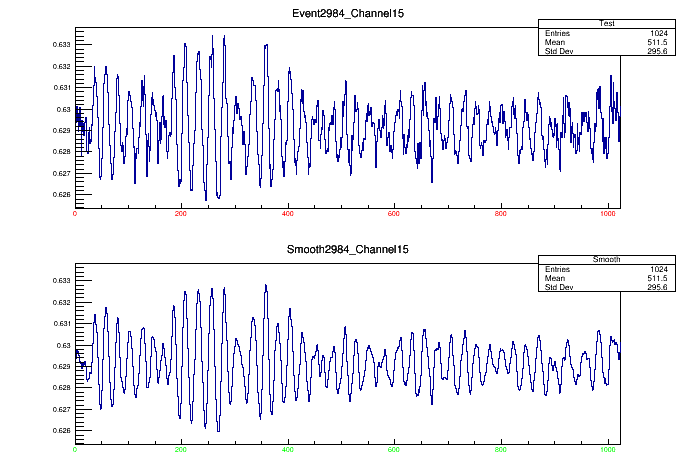 Event2984_Channel15
Test
Entries 1024
Mean 511.5
Std Dev 295.6
0.633
0.632
0.631
0.63
0.629
0.628
0.627
0.626
0 200 400 600 800 1000
Smooth2984_Channel15
Smooth
Entries 1024
Mean 511.5
Std Dev 295.6
0.633
0.632
0.631
0.63
0.629
0.628
0.627
0.626
0 200 400 600 800 1000